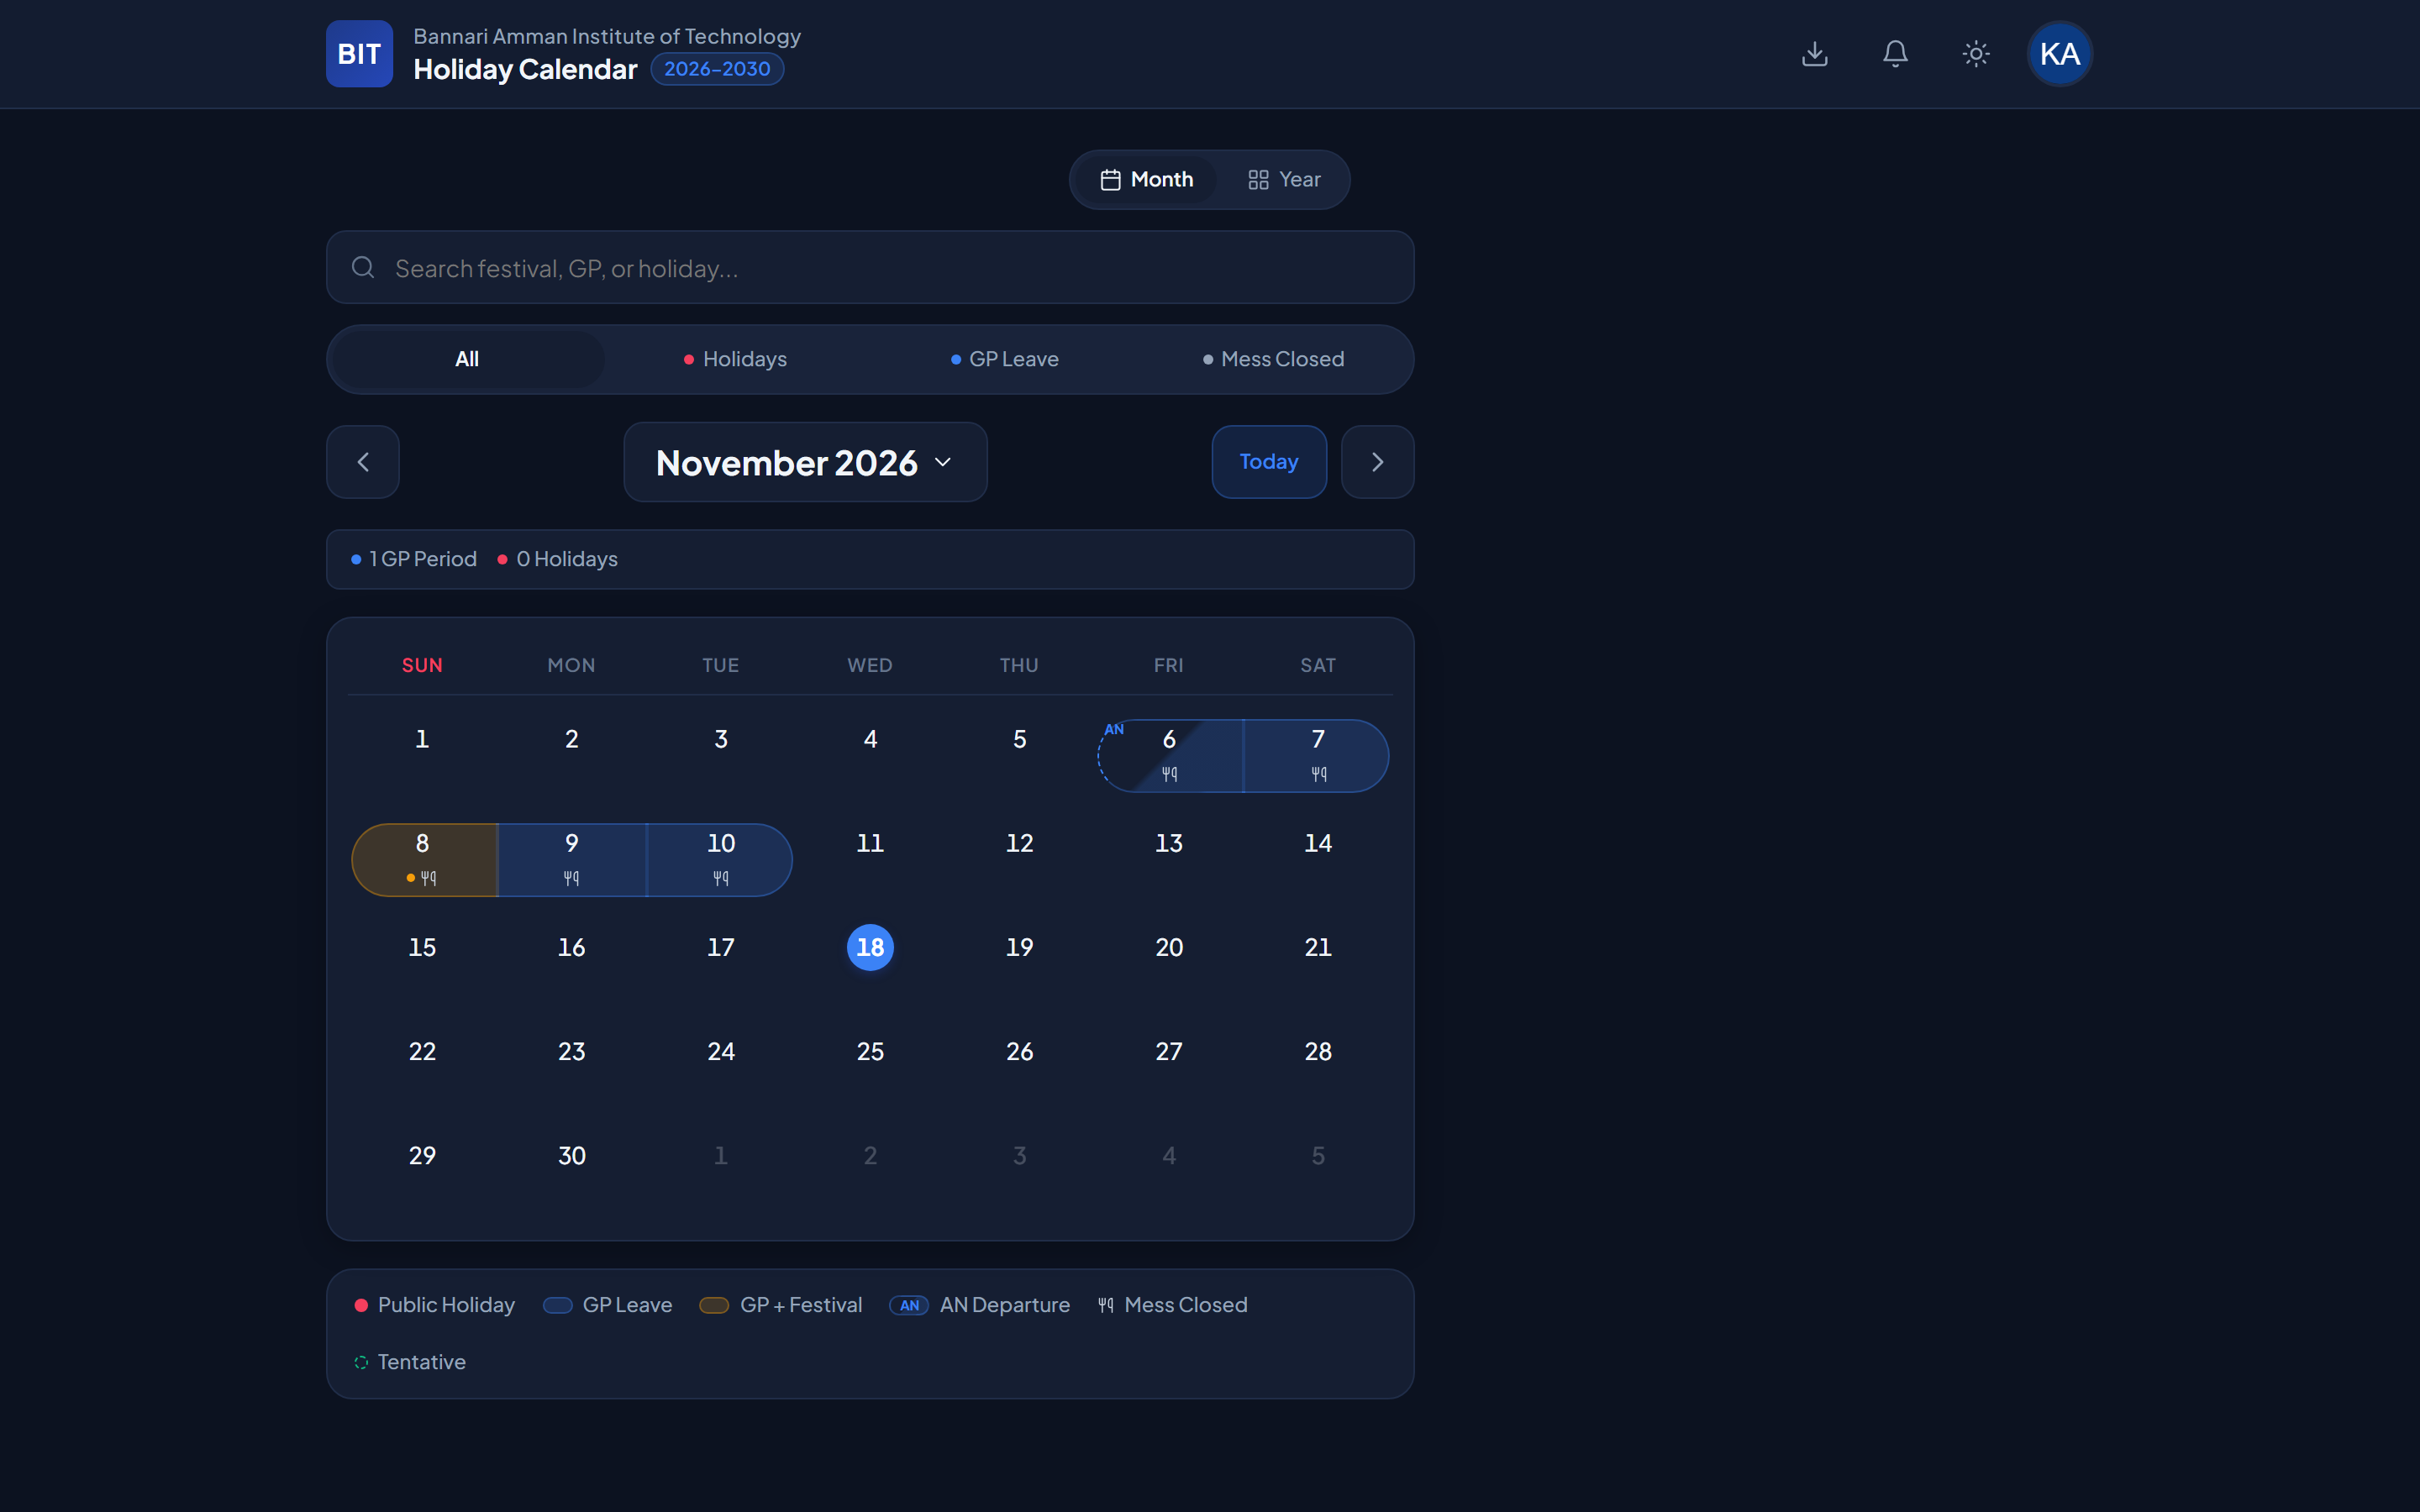 BIT
Bannari Amman Institute of Technology
Holiday Calendar 2026–2030
KA
Month Year
Search festival, GP, or holiday...
All Holidays GP Leave Mess Closed
November 2026
Today
1 GP Period 0 Holidays
SUN MON TUE WED THU FRI SAT
1 2 3 4 5 AN 6 7
8 9 10 11 12 13 14
15 16 17 18 19 20 21
22 23 24 25 26 27 28
29 30 1 2 3 4 5
Public Holiday GP Leave GP + Festival AN AN Departure Mess Closed
Tentative